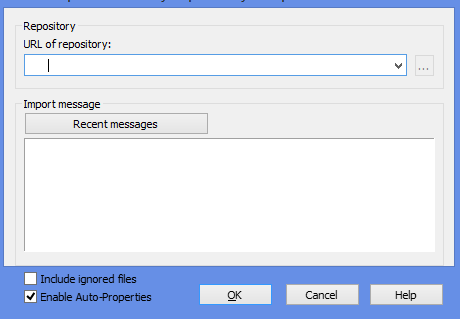 Repository
URL of repository:
...
Import message
Recent messages
Include ignored files
Enable Auto-Properties
OK
Cancel
Help